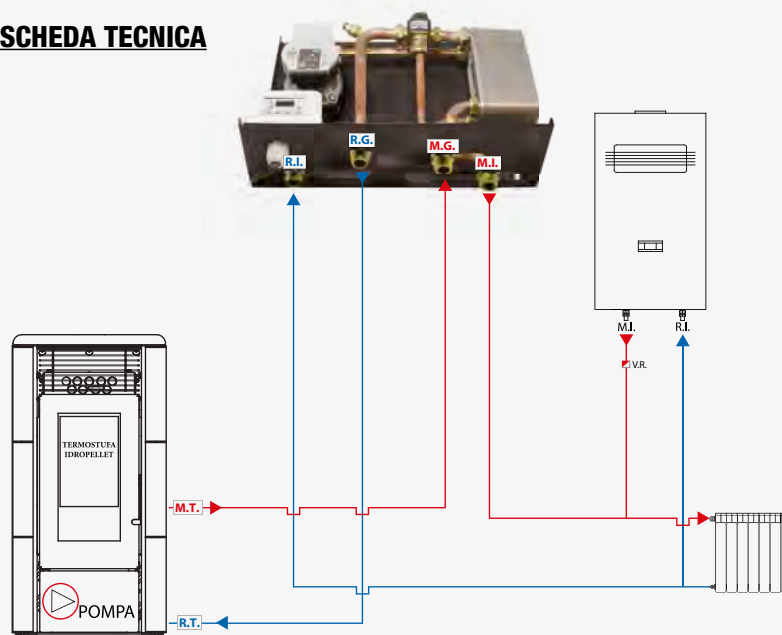 SCHEDA TECNICA
R.I.
R.G.
M.G.
M.I.
M.I.
R.I.
V.R.
TERMOSTUFA
IDROPELLET
M.T.
POMPA
R.T.